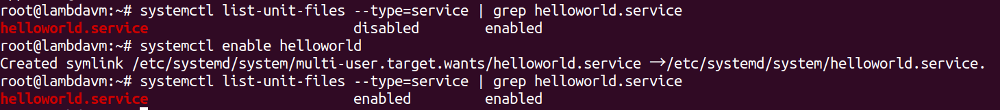 root@lambdavm:~# systemctl list-unit-files --type=service | grep helloworld.service
helloworld.service disabled enabled
root@lambdavm:~# systemctl enable helloworld
Created symlink /etc/systemd/system/multi-user.target.wants/helloworld.service →/etc/systemd/system/helloworld.service.
root@lambdavm:~# systemctl list-unit-files --type=service | grep helloworld.service
helloworld.service enabled enabled